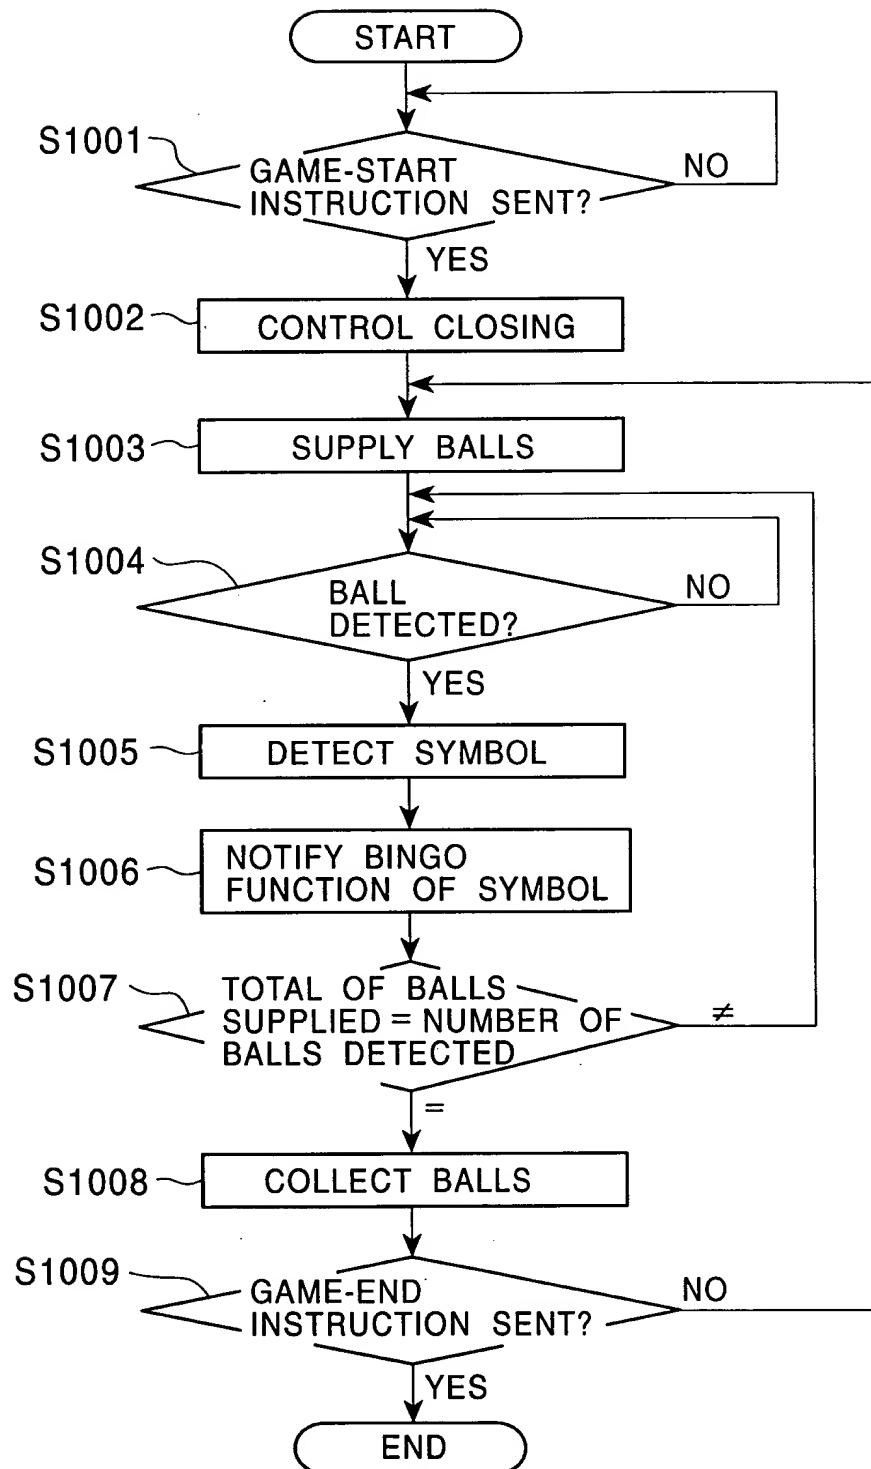 START
S1001
GAME-START
INSTRUCTION SENT?
NO
YES
S1002
CONTROL CLOSING
S1003
SUPPLY BALLS
S1004
BALL
DETECTED?
NO
YES
S1005
DETECT SYMBOL
S1006
NOTIFY BINGO
FUNCTION OF SYMBOL
S1007
TOTAL OF BALLS
SUPPLIED = NUMBER OF
BALLS DETECTED
≠
=
S1008
COLLECT BALLS
S1009
GAME-END
INSTRUCTION SENT?
NO
YES
END